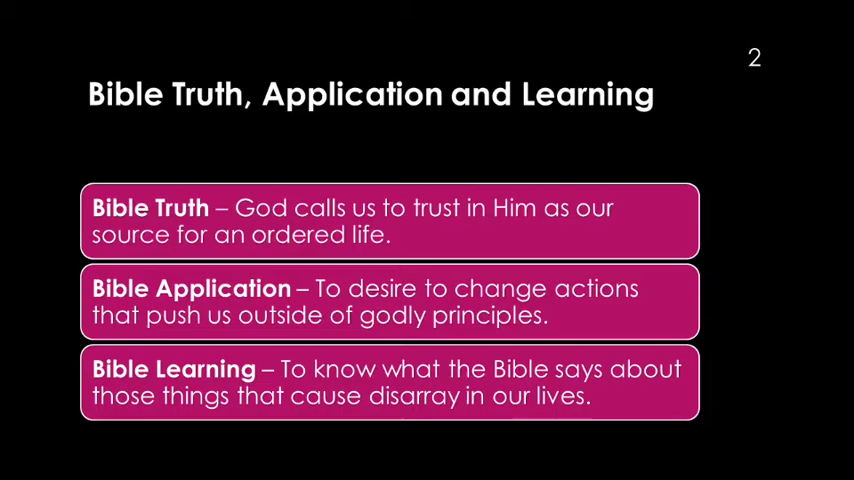 2
Bible Truth, Application and Learning
Bible Truth – God calls us to trust in Him as our
source for an ordered life.
Bible Application – To desire to change actions
that push us outside of godly principles.
Bible Learning – To know what the Bible says about
those things that cause disarray in our lives.